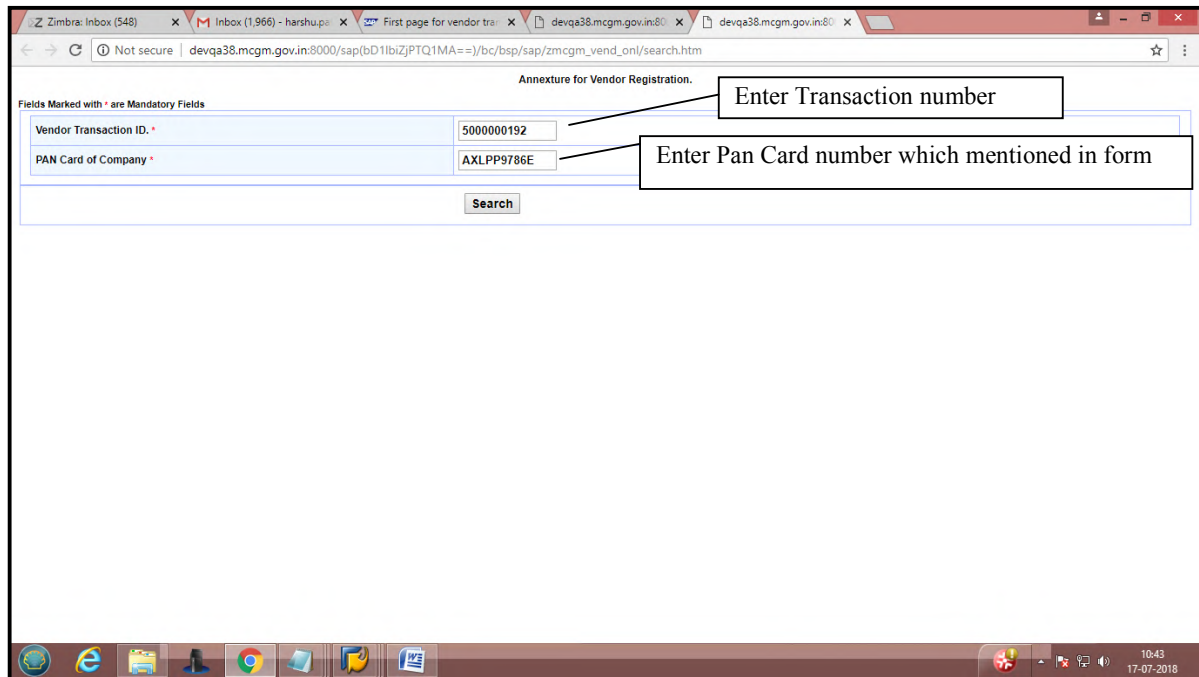 Zimbra: Inbox (548)
Inbox (1,966) - harshu.pa
First page for vendor tran
devqa38.mcgm.gov.in:80
devqa38.mcgm.gov.in:80
Not secure | devqa38.mcgm.gov.in:8000/sap(bD1lbiZjPTQ1MA==)/bc/bsp/sap/zmcgm_vend_onl/search.htm
Annexture for Vendor Registration.
Fields Marked with * are Mandatory Fields
Enter Transaction number
Vendor Transaction ID. * 5000000192
PAN Card of Company * AXLPP9786E
Enter Pan Card number which mentioned in form
Search
10:43
17-07-2018